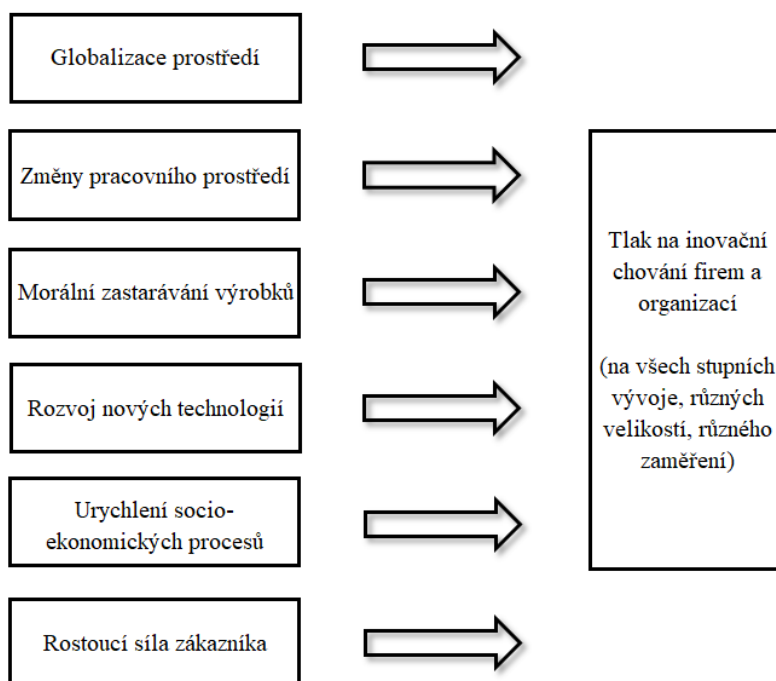 Globalizace prostředí
Změny pracovního prostředí
Morální zastarávání výrobků
Rozvoj nových technologií
Urychlení socio-
ekonomických procesů
Rostoucí síla zákazníka
Tlak na inovační
chování firem a
organizací
(na všech stupních
vývoje, různých
velikostí, různého
zaměření)